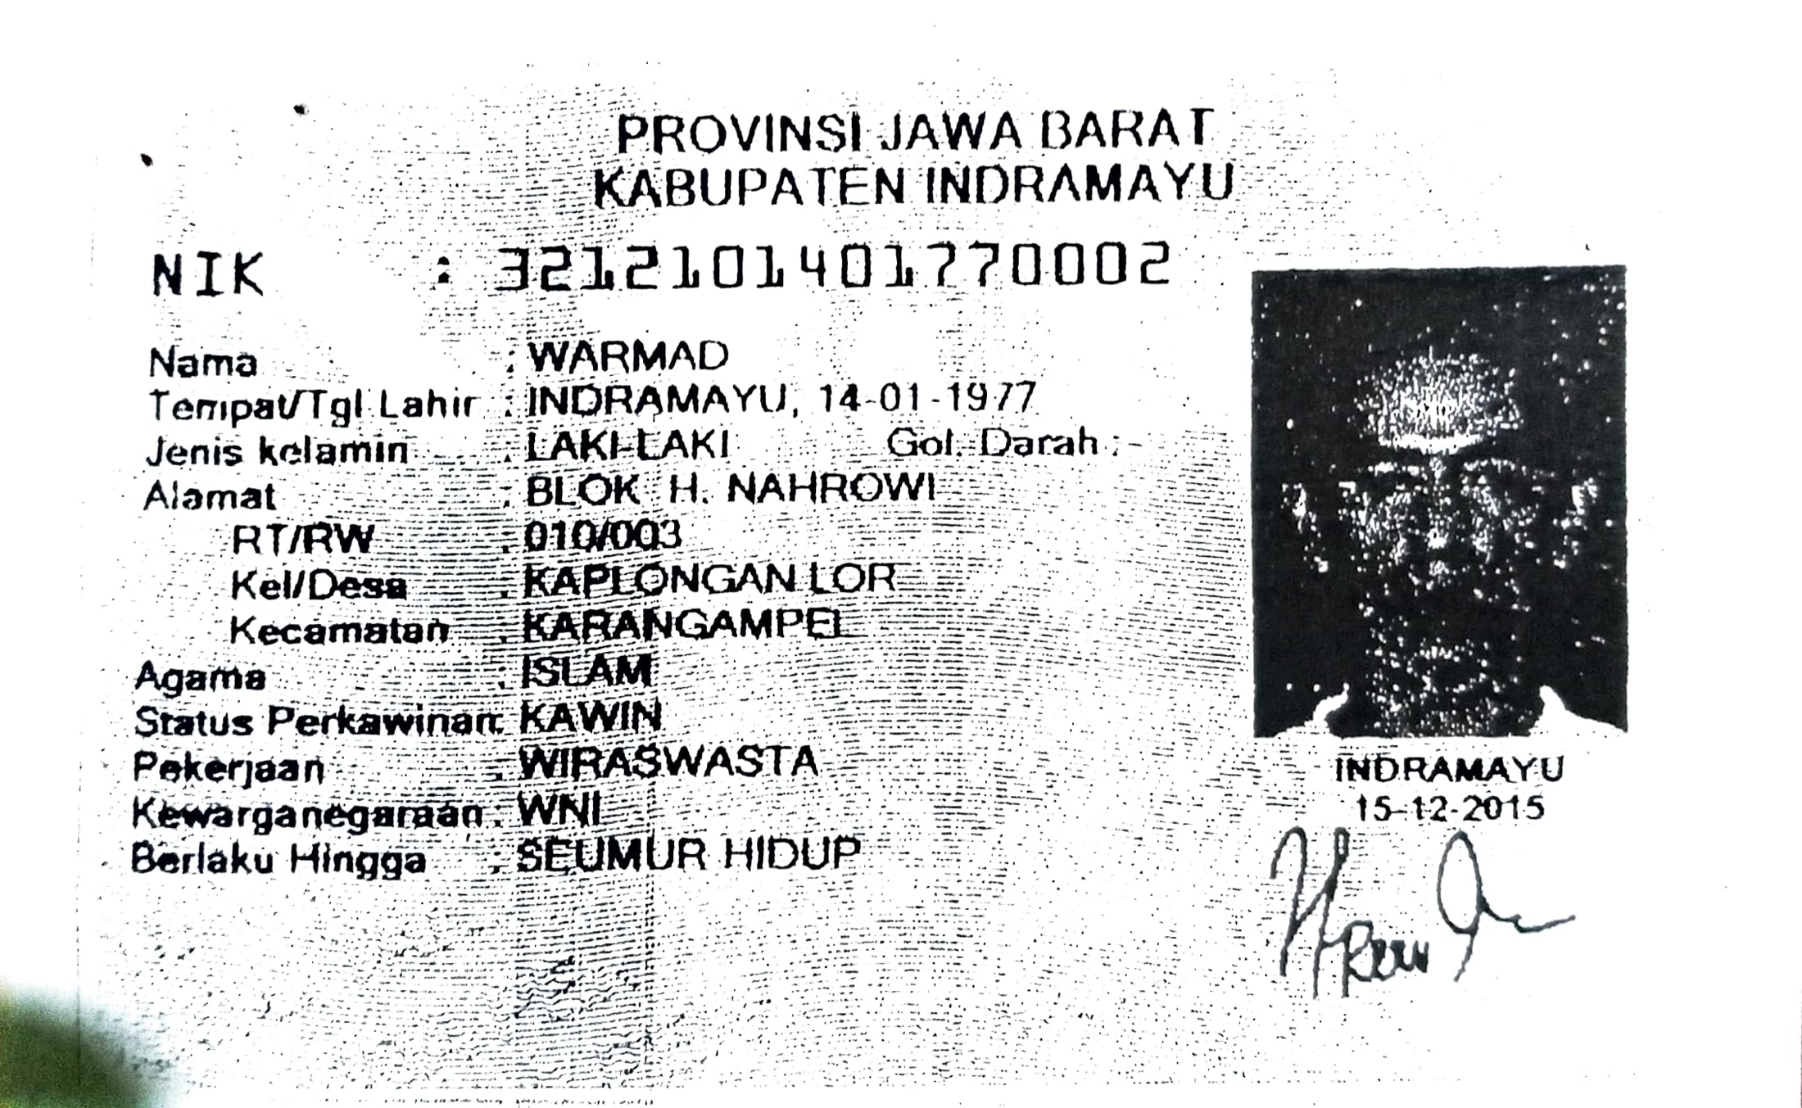 PROVINSI JAWA BARAT
KABUPATEN INDRAMAYU
NIK : 3212101401770002
Nama : WARMAD
Tempat/Tgl Lahir : INDRAMAYU, 14-01-1977
Jenis kelamin : LAKI-LAKI Gol. Darah : -
Alamat : BLOK H. NAHROWI
RT/RW : 010/003
Kel/Desa : KAPLONGAN LOR
Kecamatan : KARANGAMPEL
Agama : ISLAM
Status Perkawinan: KAWIN
Pekerjaan : WIRASWASTA
Kewarganegaraan : WNI
Berlaku Hingga : SEUMUR HIDUP
INDRAMAYU
15-12-2015